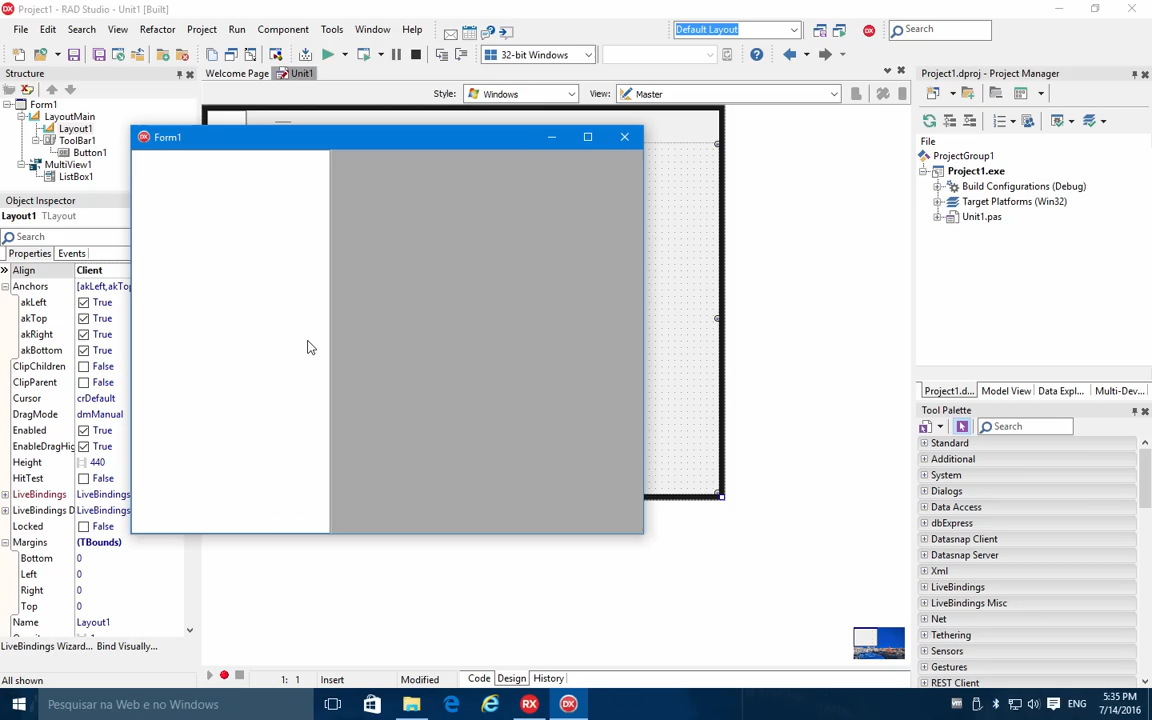 Project1 - RAD Studio - Unit1 [Built]
File Edit Search View Refactor Project Run Component Tools Window Help
Default Layout
Search
32-bit Windows
Structure
Welcome Page
Unit1
Project1.dproj - Project Manager
Style:
Windows
View:
Master
Form1
LayoutMain
Layout1
ToolBar1
Button1
MultiView1
ListBox1
Form1
File
ProjectGroup1
Project1.exe
Build Configurations (Debug)
Target Platforms (Win32)
Unit1.pas
Object Inspector
Layout1 TLayout
Search
Properties Events
Align Client
Anchors [akLeft,akTop
akLeft True
akTop True
akRight True
akBottom True
ClipChildren False
ClipParent False
Cursor crDefault
DragMode dmManual
Enabled True
EnableDragHig True
Height 440
HitTest False
LiveBindings LiveBindings
LiveBindings D LiveBindings
Locked False
Margins (TBounds)
Bottom 0
Left 0
Right 0
Top 0
Name Layout1
LiveBindings Wizard... Bind Visually...
All shown
Project1.d... Model View Data Expl... Multi-Dev...
Tool Palette
Search
Standard
Additional
System
Dialogs
Data Access
dbExpress
Datasnap Client
Datasnap Server
Xml
LiveBindings
LiveBindings Misc
Net
Tethering
Sensors
Gestures
REST Client
1: 1
Insert
Modified
Code Design History
Pesquisar na Web e no Windows
RX
DX
ENG
5:35 PM
7/14/2016